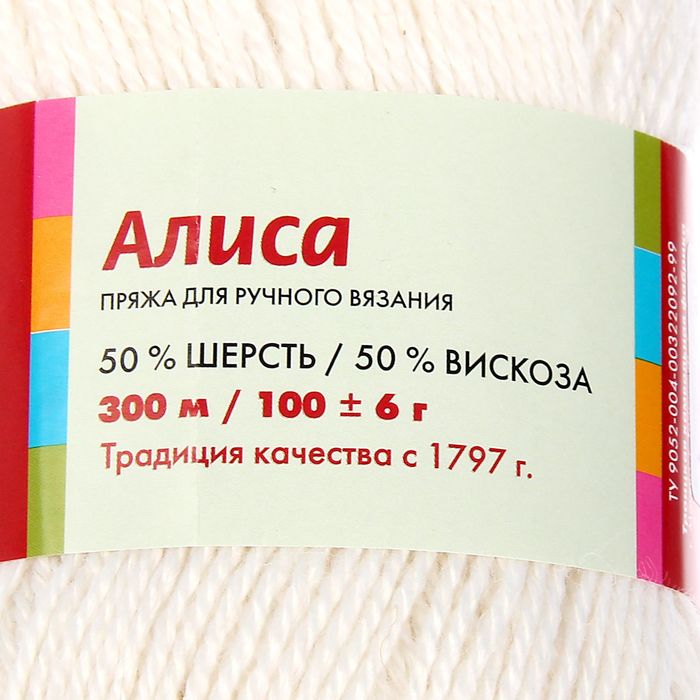 Алиса
ПРЯЖА ДЛЯ РУЧНОГО ВЯЗАНИЯ
50 % ШЕРСТЬ / 50 % ВИСКОЗА
300 м / 100 ± 6 г
Традиция качества с 1797 г.
ТУ 9052-004-00322092-99